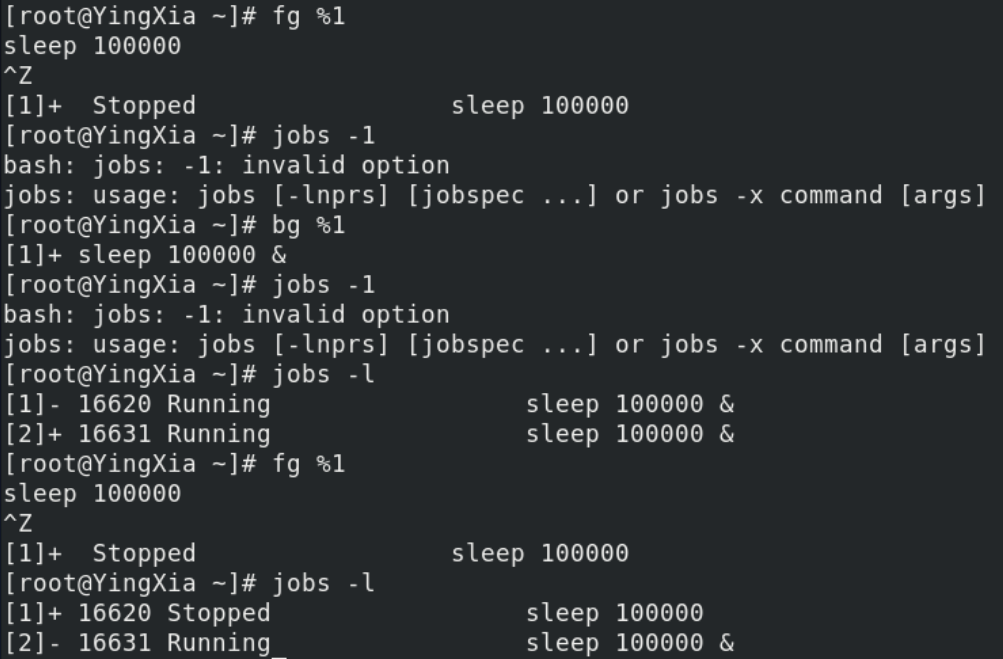 [root@YingXia ~]# fg %1
sleep 100000
^Z
[1]+  Stopped                 sleep 100000
[root@YingXia ~]# jobs -1
bash: jobs: -1: invalid option
jobs: usage: jobs [-lnprs] [jobspec ...] or jobs -x command [args]
[root@YingXia ~]# bg %1
[1]+ sleep 100000 &
[root@YingXia ~]# jobs -1
bash: jobs: -1: invalid option
jobs: usage: jobs [-lnprs] [jobspec ...] or jobs -x command [args]
[root@YingXia ~]# jobs -l
[1]- 16620 Running                 sleep 100000 &
[2]+ 16631 Running                 sleep 100000 &
[root@YingXia ~]# fg %1
sleep 100000
^Z
[1]+  Stopped                 sleep 100000
[root@YingXia ~]# jobs -l
[1]+ 16620 Stopped                 sleep 100000
[2]- 16631 Running                 sleep 100000 &